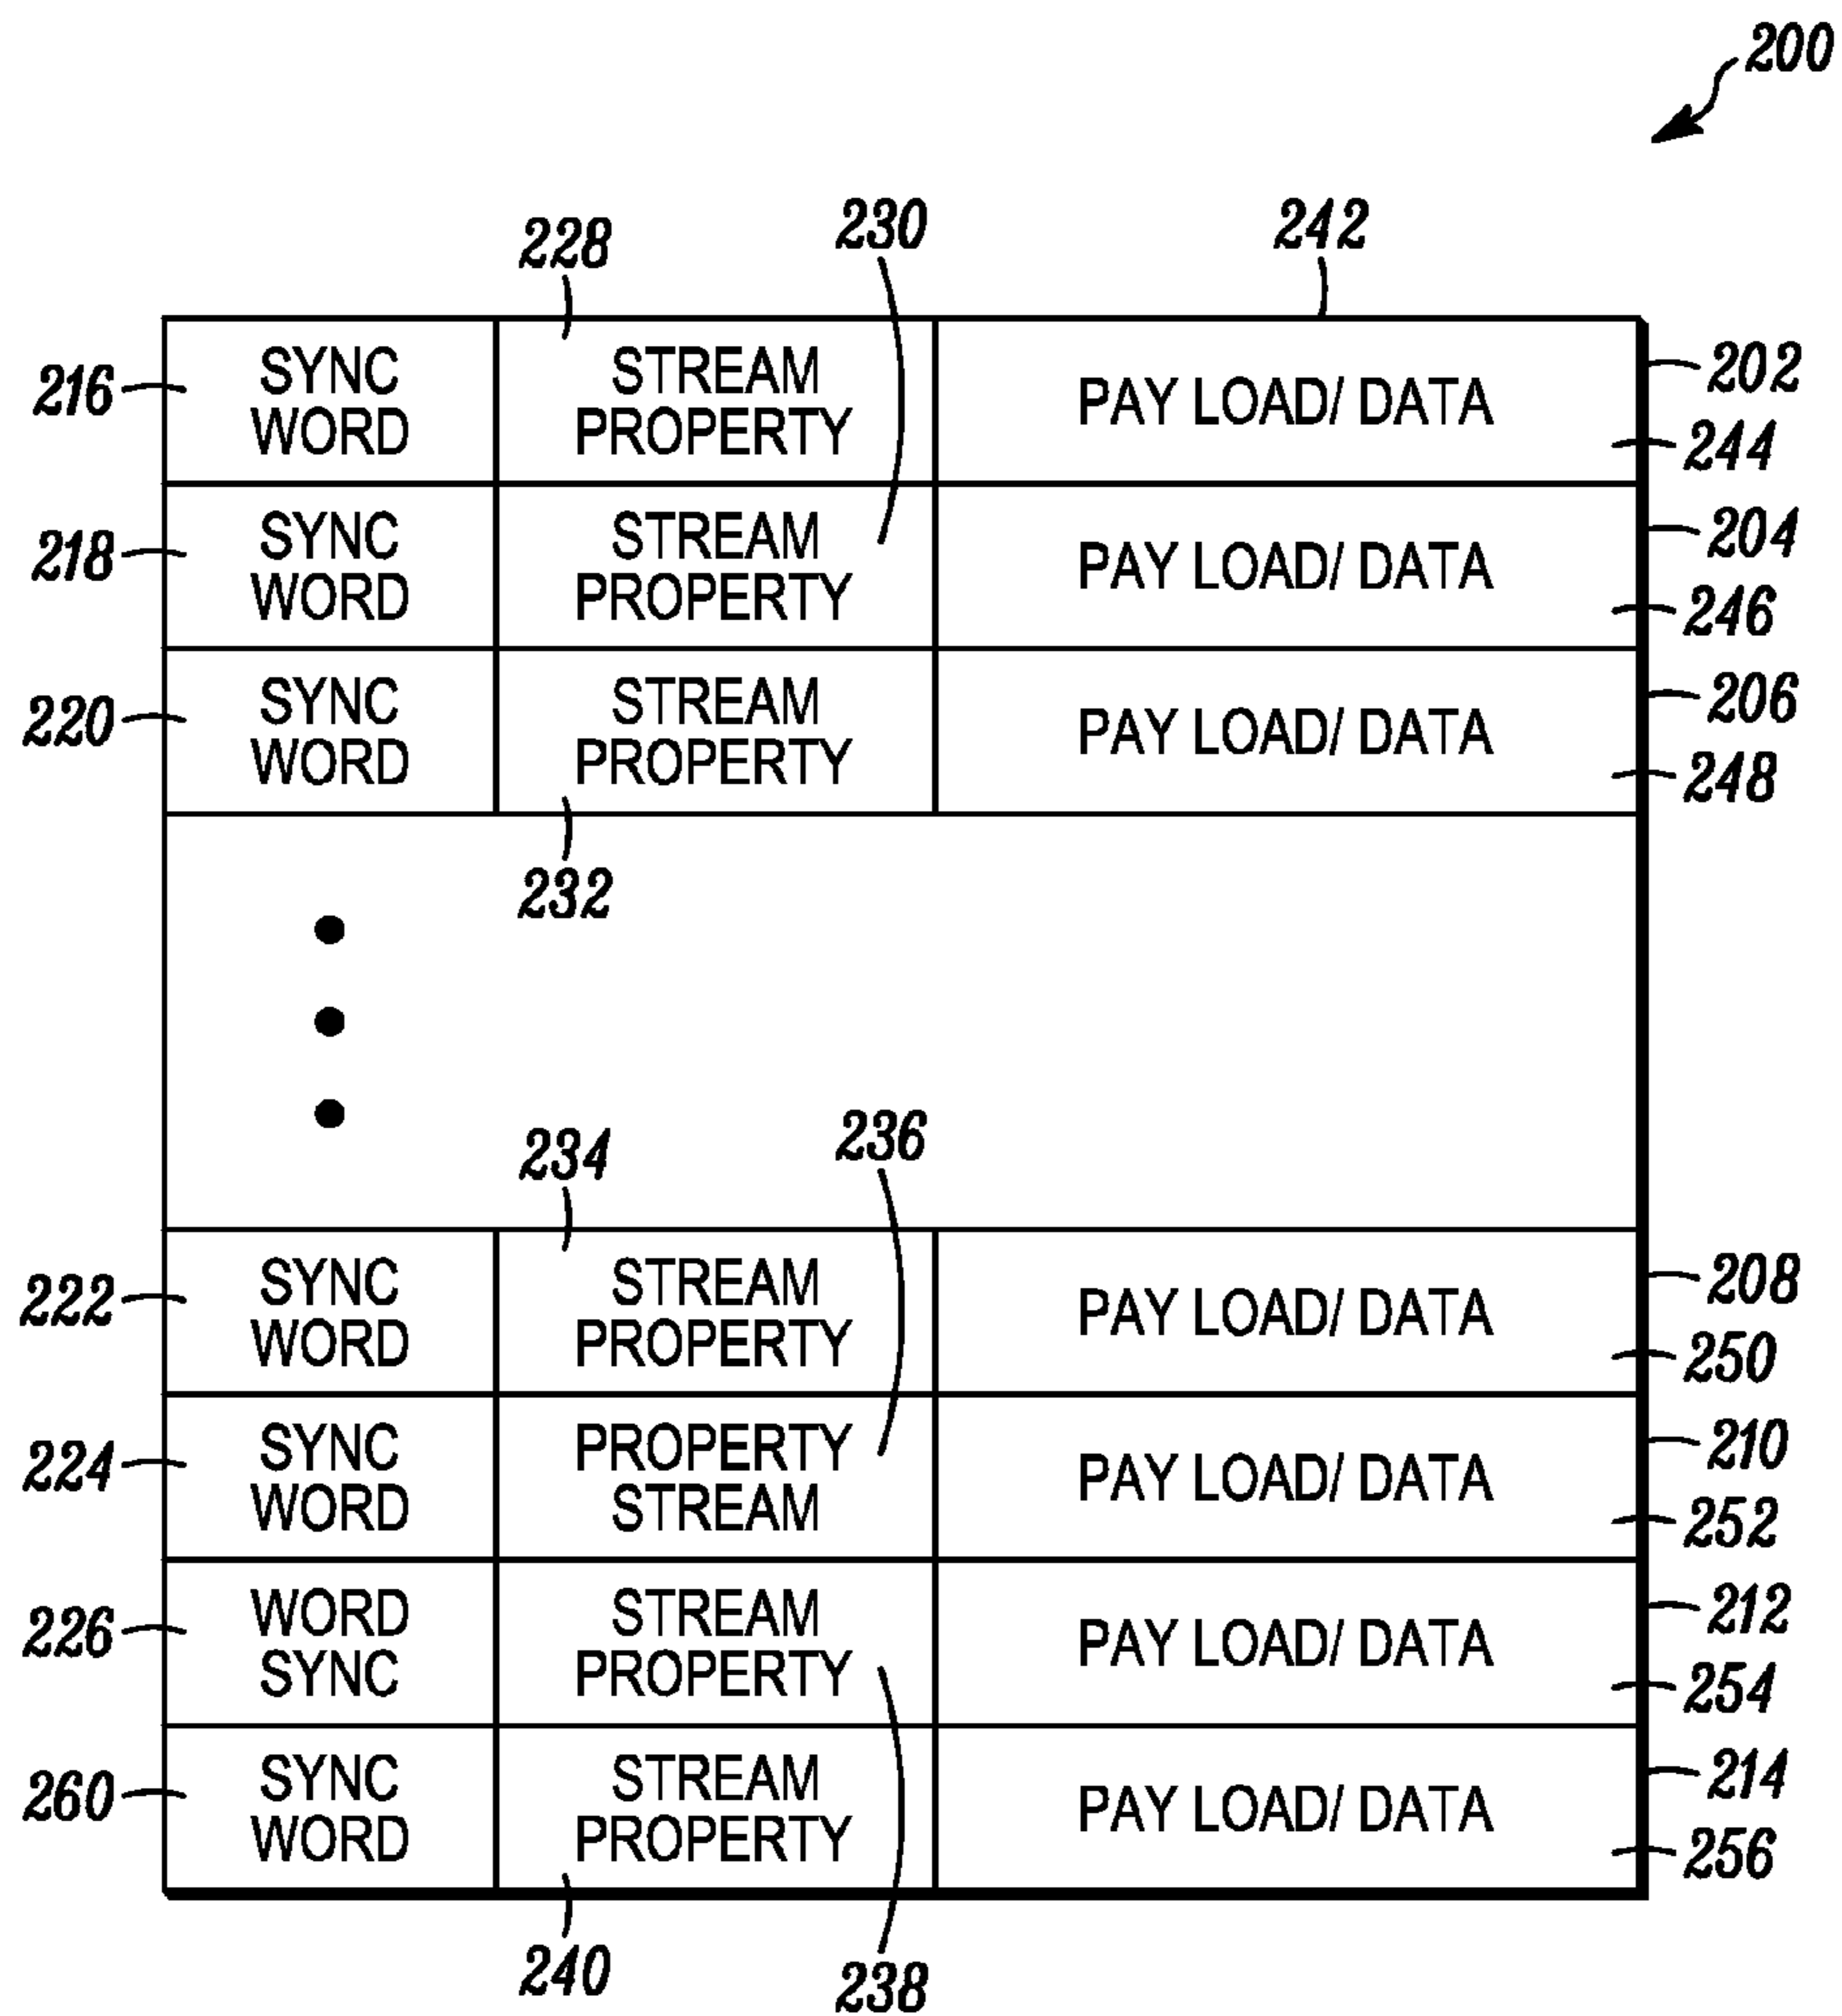 200
228
230
242
216
SYNC
WORD
STREAM
PROPERTY
PAY LOAD/ DATA
202
244
218
SYNC
WORD
STREAM
PROPERTY
PAY LOAD/ DATA
204
246
220
SYNC
WORD
STREAM
PROPERTY
PAY LOAD/ DATA
206
248
232
234
236
222
SYNC
WORD
STREAM
PROPERTY
PAY LOAD/ DATA
208
250
224
SYNC
WORD
PROPERTY
STREAM
PAY LOAD/ DATA
210
252
226
WORD
SYNC
STREAM
PROPERTY
PAY LOAD/ DATA
212
254
260
SYNC
WORD
STREAM
PROPERTY
PAY LOAD/ DATA
214
256
240
238